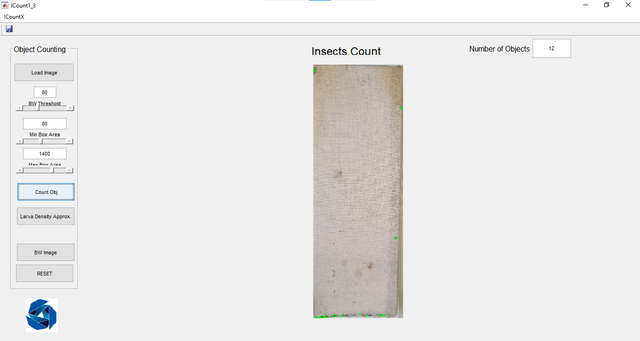 ICount1_3
ICountX
Object Counting
Load Image
80
BW Threshold
80
Min Box Area
1400
Max Box Area
Count Obj
Larva Density Approx.
BW Image
RESET
Insects Count
Number of Objects 12